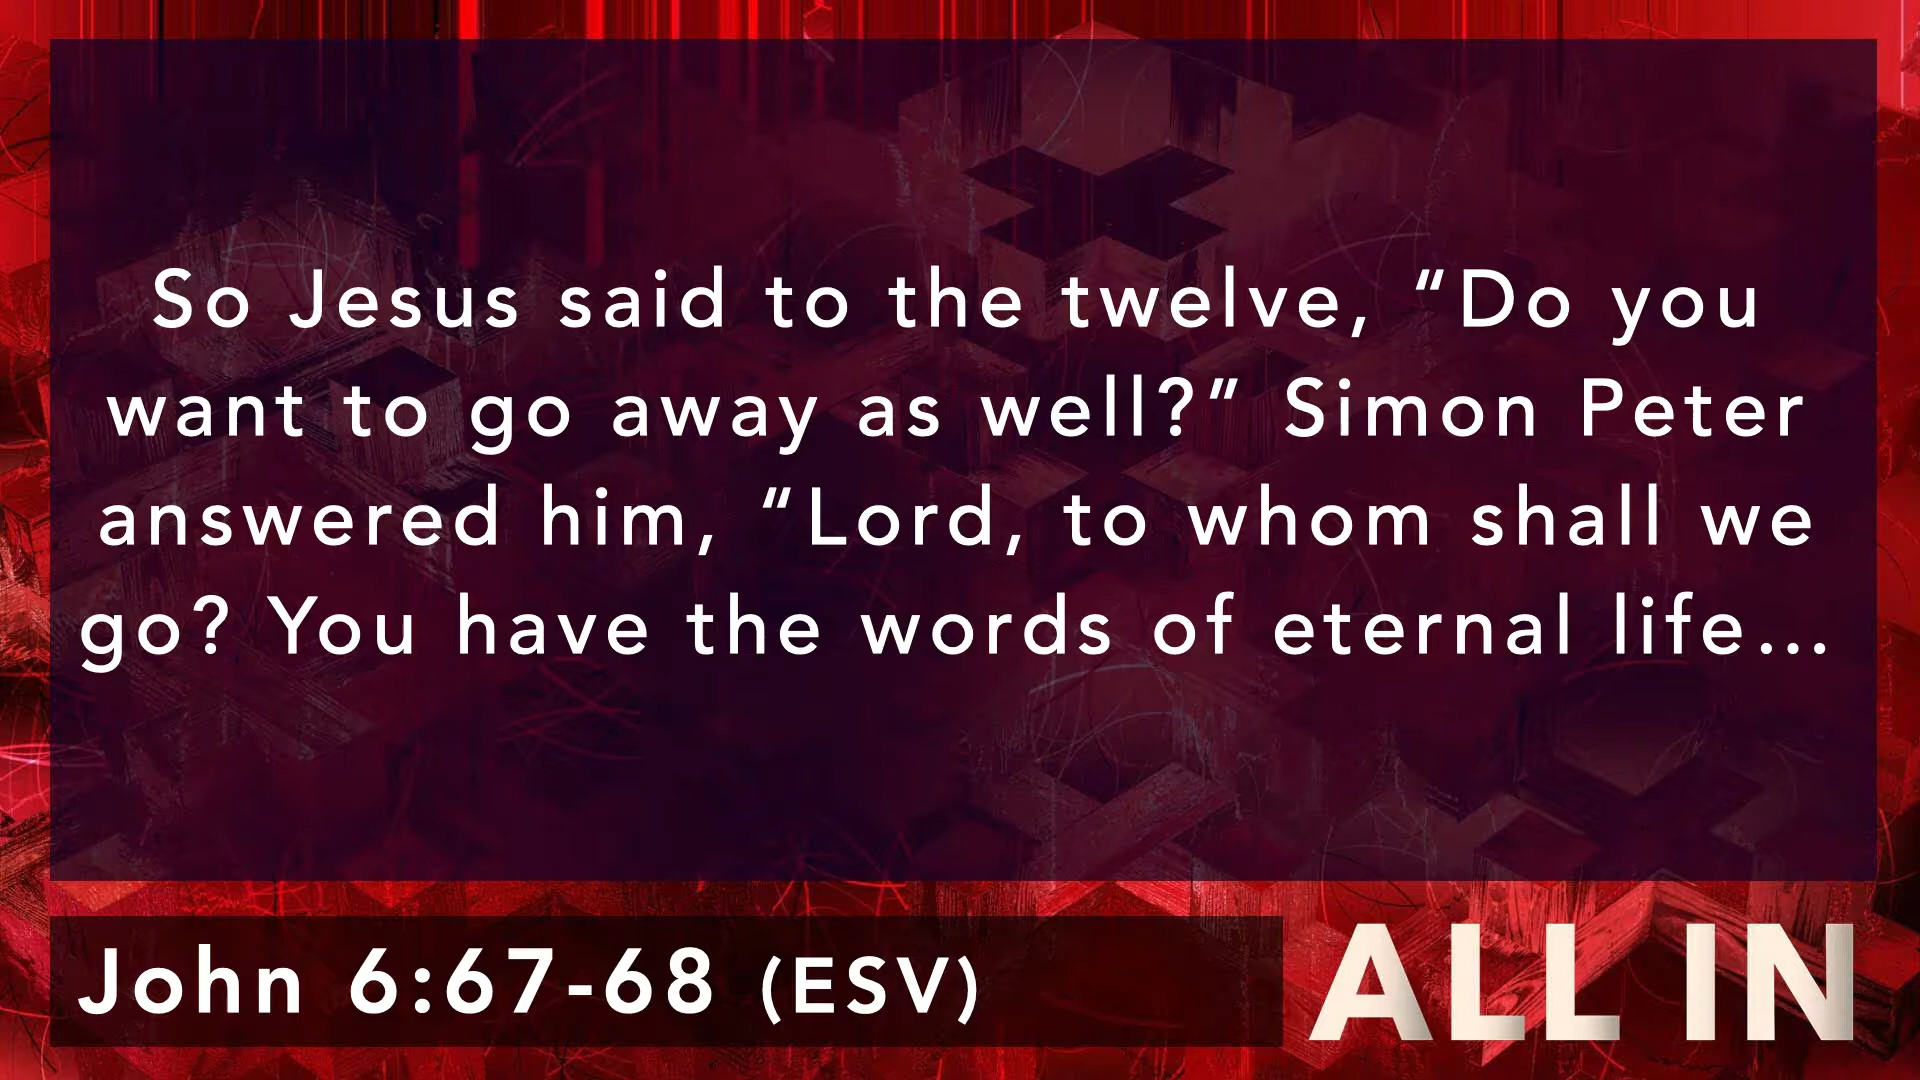 So Jesus said to the twelve, “Do you
want to go away as well?” Simon Peter
answered him, “Lord, to whom shall we
go? You have the words of eternal life…
John 6:67-68 (ESV)
ALL IN